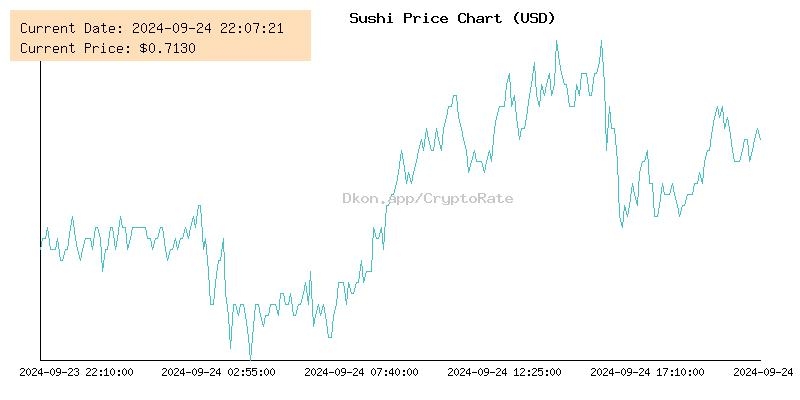 Sushi Price Chart (USD)
Current Date: 2024-09-24 22:07:21
Current Price: $0.7130
Dkon.App/CryptoRate
2024-09-23 22:10:00 2024-09-24 02:55:00 2024-09-24 07:40:00 2024-09-24 12:25:00 2024-09-24 17:10:00 2024-09-24